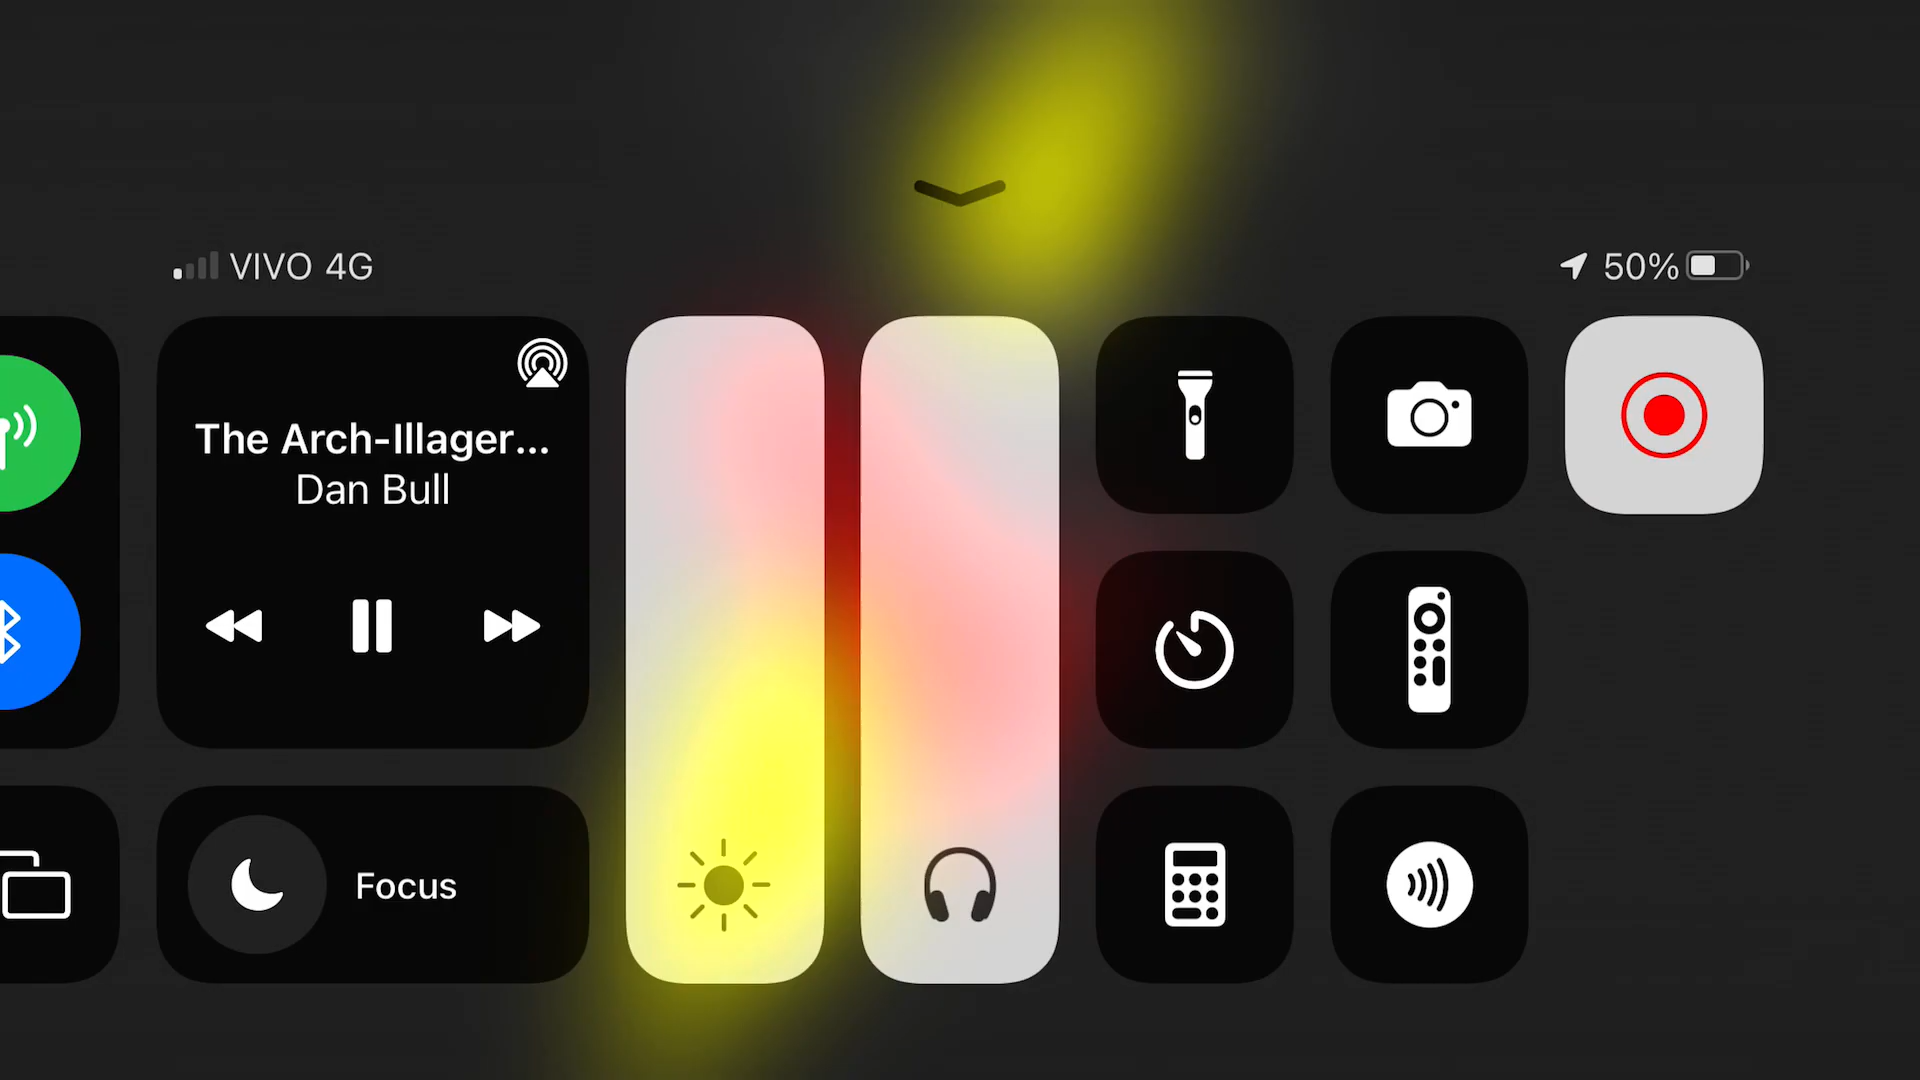 VIVO 4G
50%
The Arch-Illager...
Dan Bull
Focus